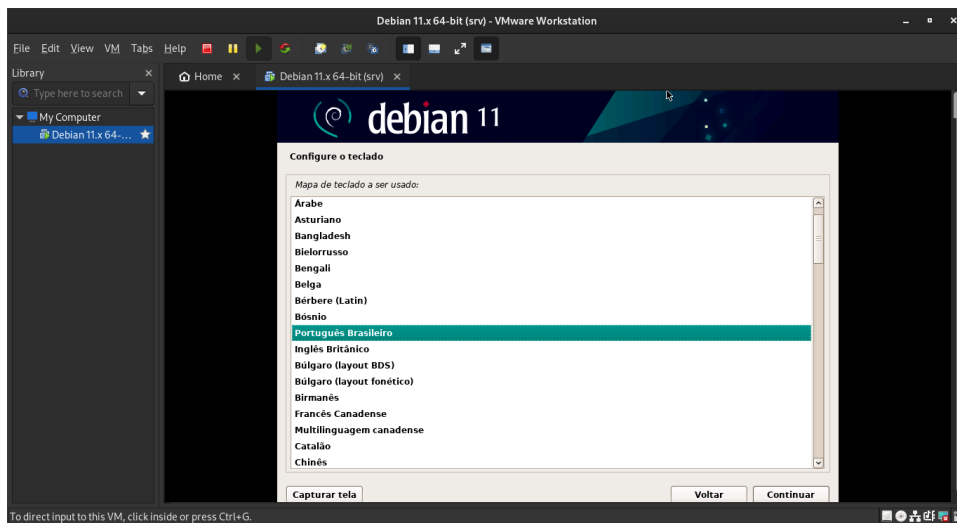 Debian 11.x 64-bit (srv) - VMware Workstation
File Edit View VM Tabs Help
Library
Home
Debian 11.x 64-bit (srv)
Type here to search
My Computer
Debian 11.x 64-...
debian 11
Configure o teclado
Mapa de teclado a ser usado:
Árabe
Asturiano
Bangladesh
Bielorrusso
Bengali
Belga
Bérbere (Latin)
Bósnio
Português Brasileiro
Inglês Britânico
Búlgaro (layout BDS)
Búlgaro (layout fonético)
Birmanês
Francês Canadense
Multilinguagem canadense
Catalão
Chinês
Capturar tela
Voltar
Continuar
To direct input to this VM, click inside or press Ctrl+G.